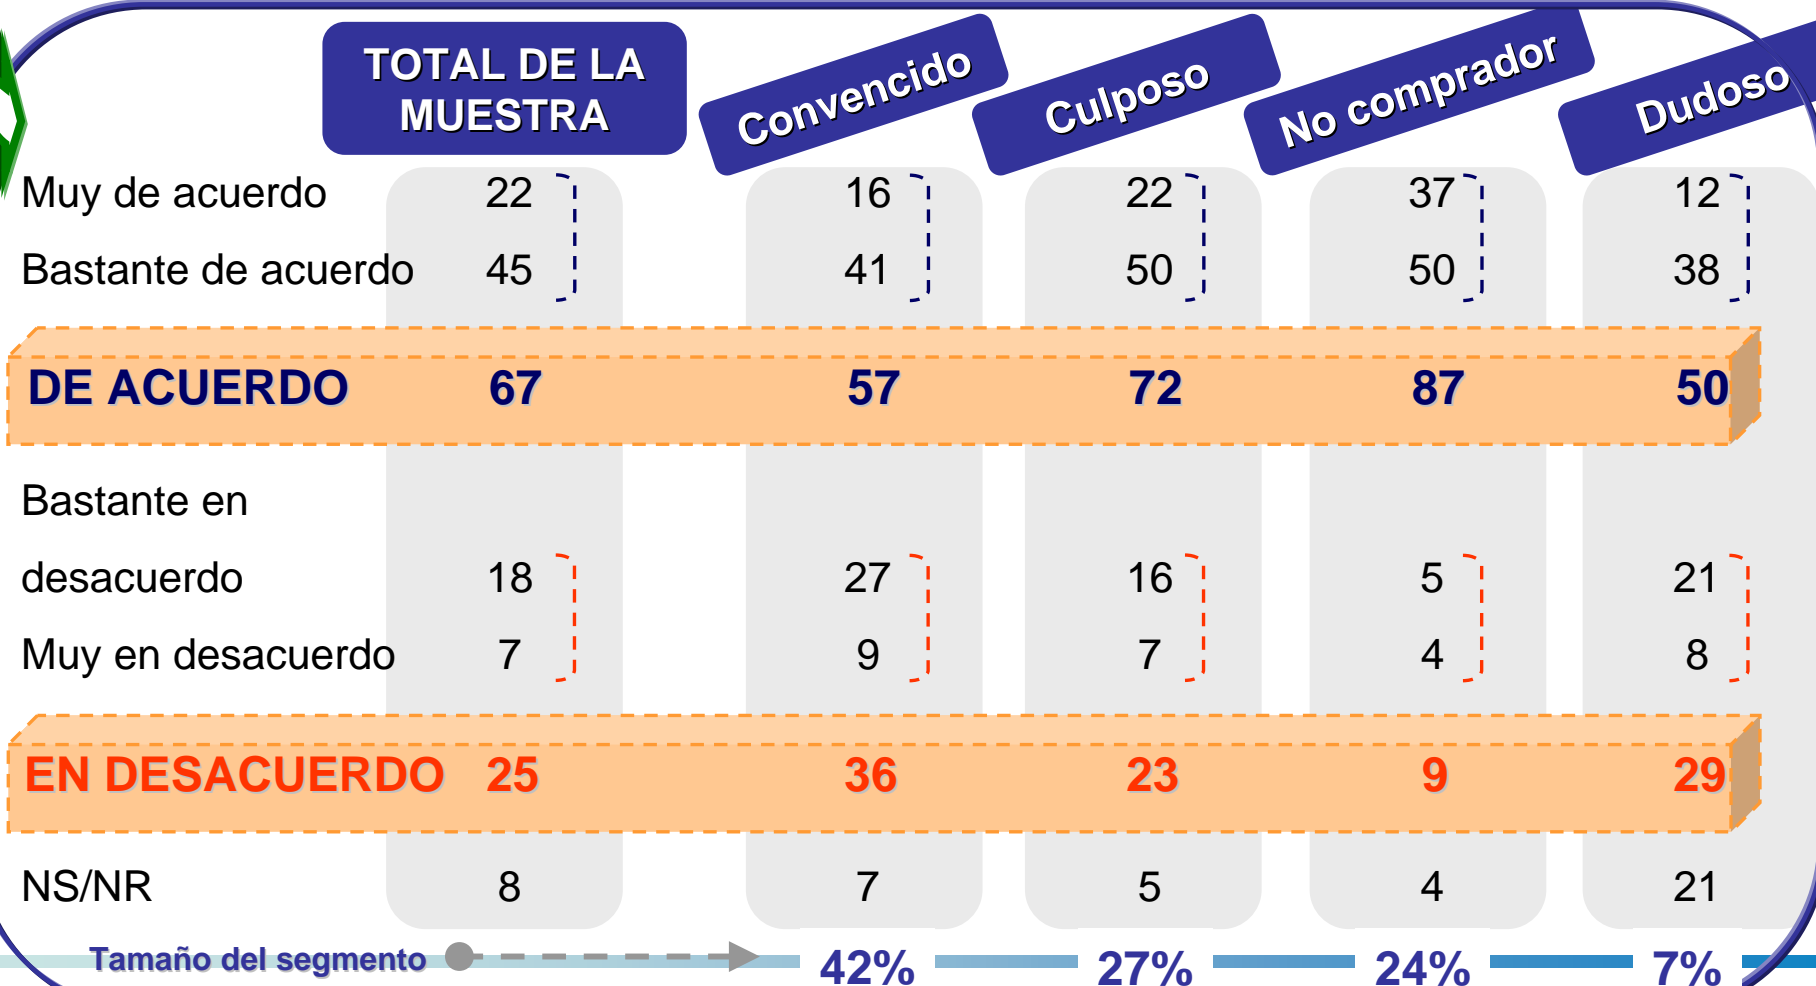 TOTAL DE LA
MUESTRA
Convencido
Culposo
No comprador
Dudoso
Muy de acuerdo 22 16 22 37 12
Bastante de acuerdo 45 41 50 50 38
DE ACUERDO 67 57 72 87 50
Bastante en
desacuerdo 18 27 16 5 21
Muy en desacuerdo 7 9 7 4 8
EN DESACUERDO 25 36 23 9 29
NS/NR 8 7 5 4 21
Tamaño del segmento 42% 27% 24% 7%